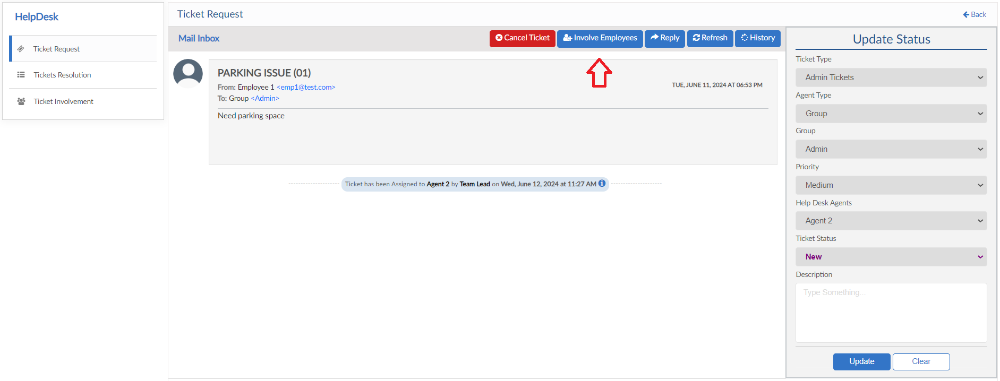 HelpDesk
Ticket Request
Tickets Resolution
Ticket Involvement
Ticket Request
Back
Mail Inbox
Cancel Ticket
Involve Employees
Reply
Refresh
History
PARKING ISSUE (01)
From: Employee 1 <emp1@test.com>
TUE, JUNE 11, 2024 AT 06:53 PM
To: Group <Admin>
Need parking space
Ticket has been Assigned to Agent 2 by Team Lead on Wed, June 12, 2024 at 11:27 AM
Update Status
Ticket Type
Admin Tickets
Agent Type
Group
Group
Admin
Priority
Medium
Help Desk Agents
Agent 2
Ticket Status
New
Description
Type Something...
Update
Clear